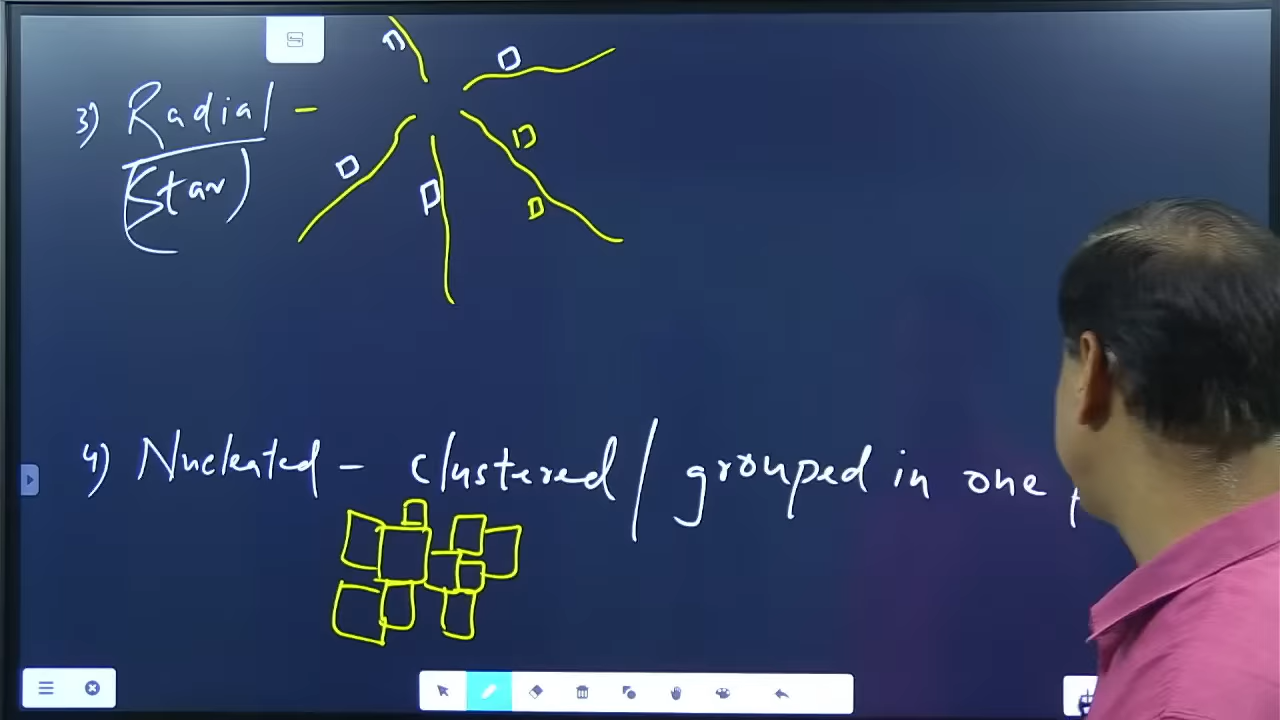 3) Radial -
(Star)
4) Nucleated - clustered / grouped in one